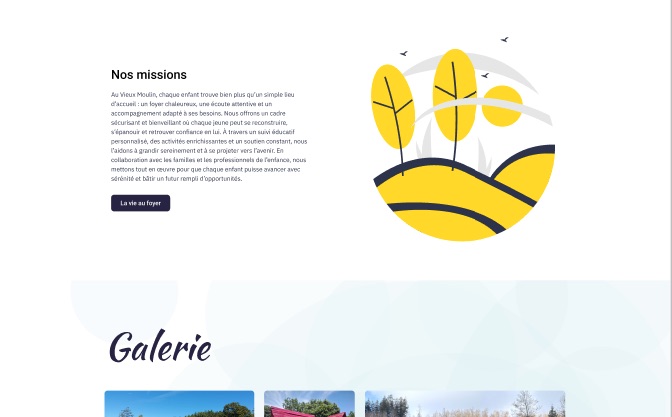 Nos missions
Au Vieux Moulin, chaque enfant trouve bien plus qu'un simple lieu
d'accueil : un foyer chaleureux, une écoute attentive et un
accompagnement adapté à ses besoins. Nous offrons un cadre
sécurisant et bienveillant où chaque jeune peut se reconstruire,
s'épanouir et retrouver confiance en lui. À travers un suivi éducatif
personnalisé, des activités enrichissantes et un soutien constant, nous
l'aidons à grandir sereinement et à se projeter vers l'avenir. En
collaboration avec les familles et les professionnels de l'enfance, nous
mettons tout en œuvre pour que chaque enfant puisse avancer avec
sérénité et bâtir un futur rempli d'opportunités.
La vie au foyer
Galerie